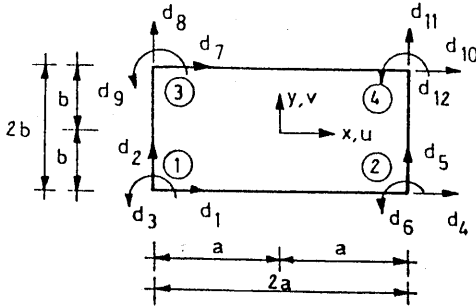 d8 d11
d7 d10
d9 3 y,v 4 d12
b
2b x,u
d2 1 2 d5
b
d3 d1 d6 d4
a a
2a